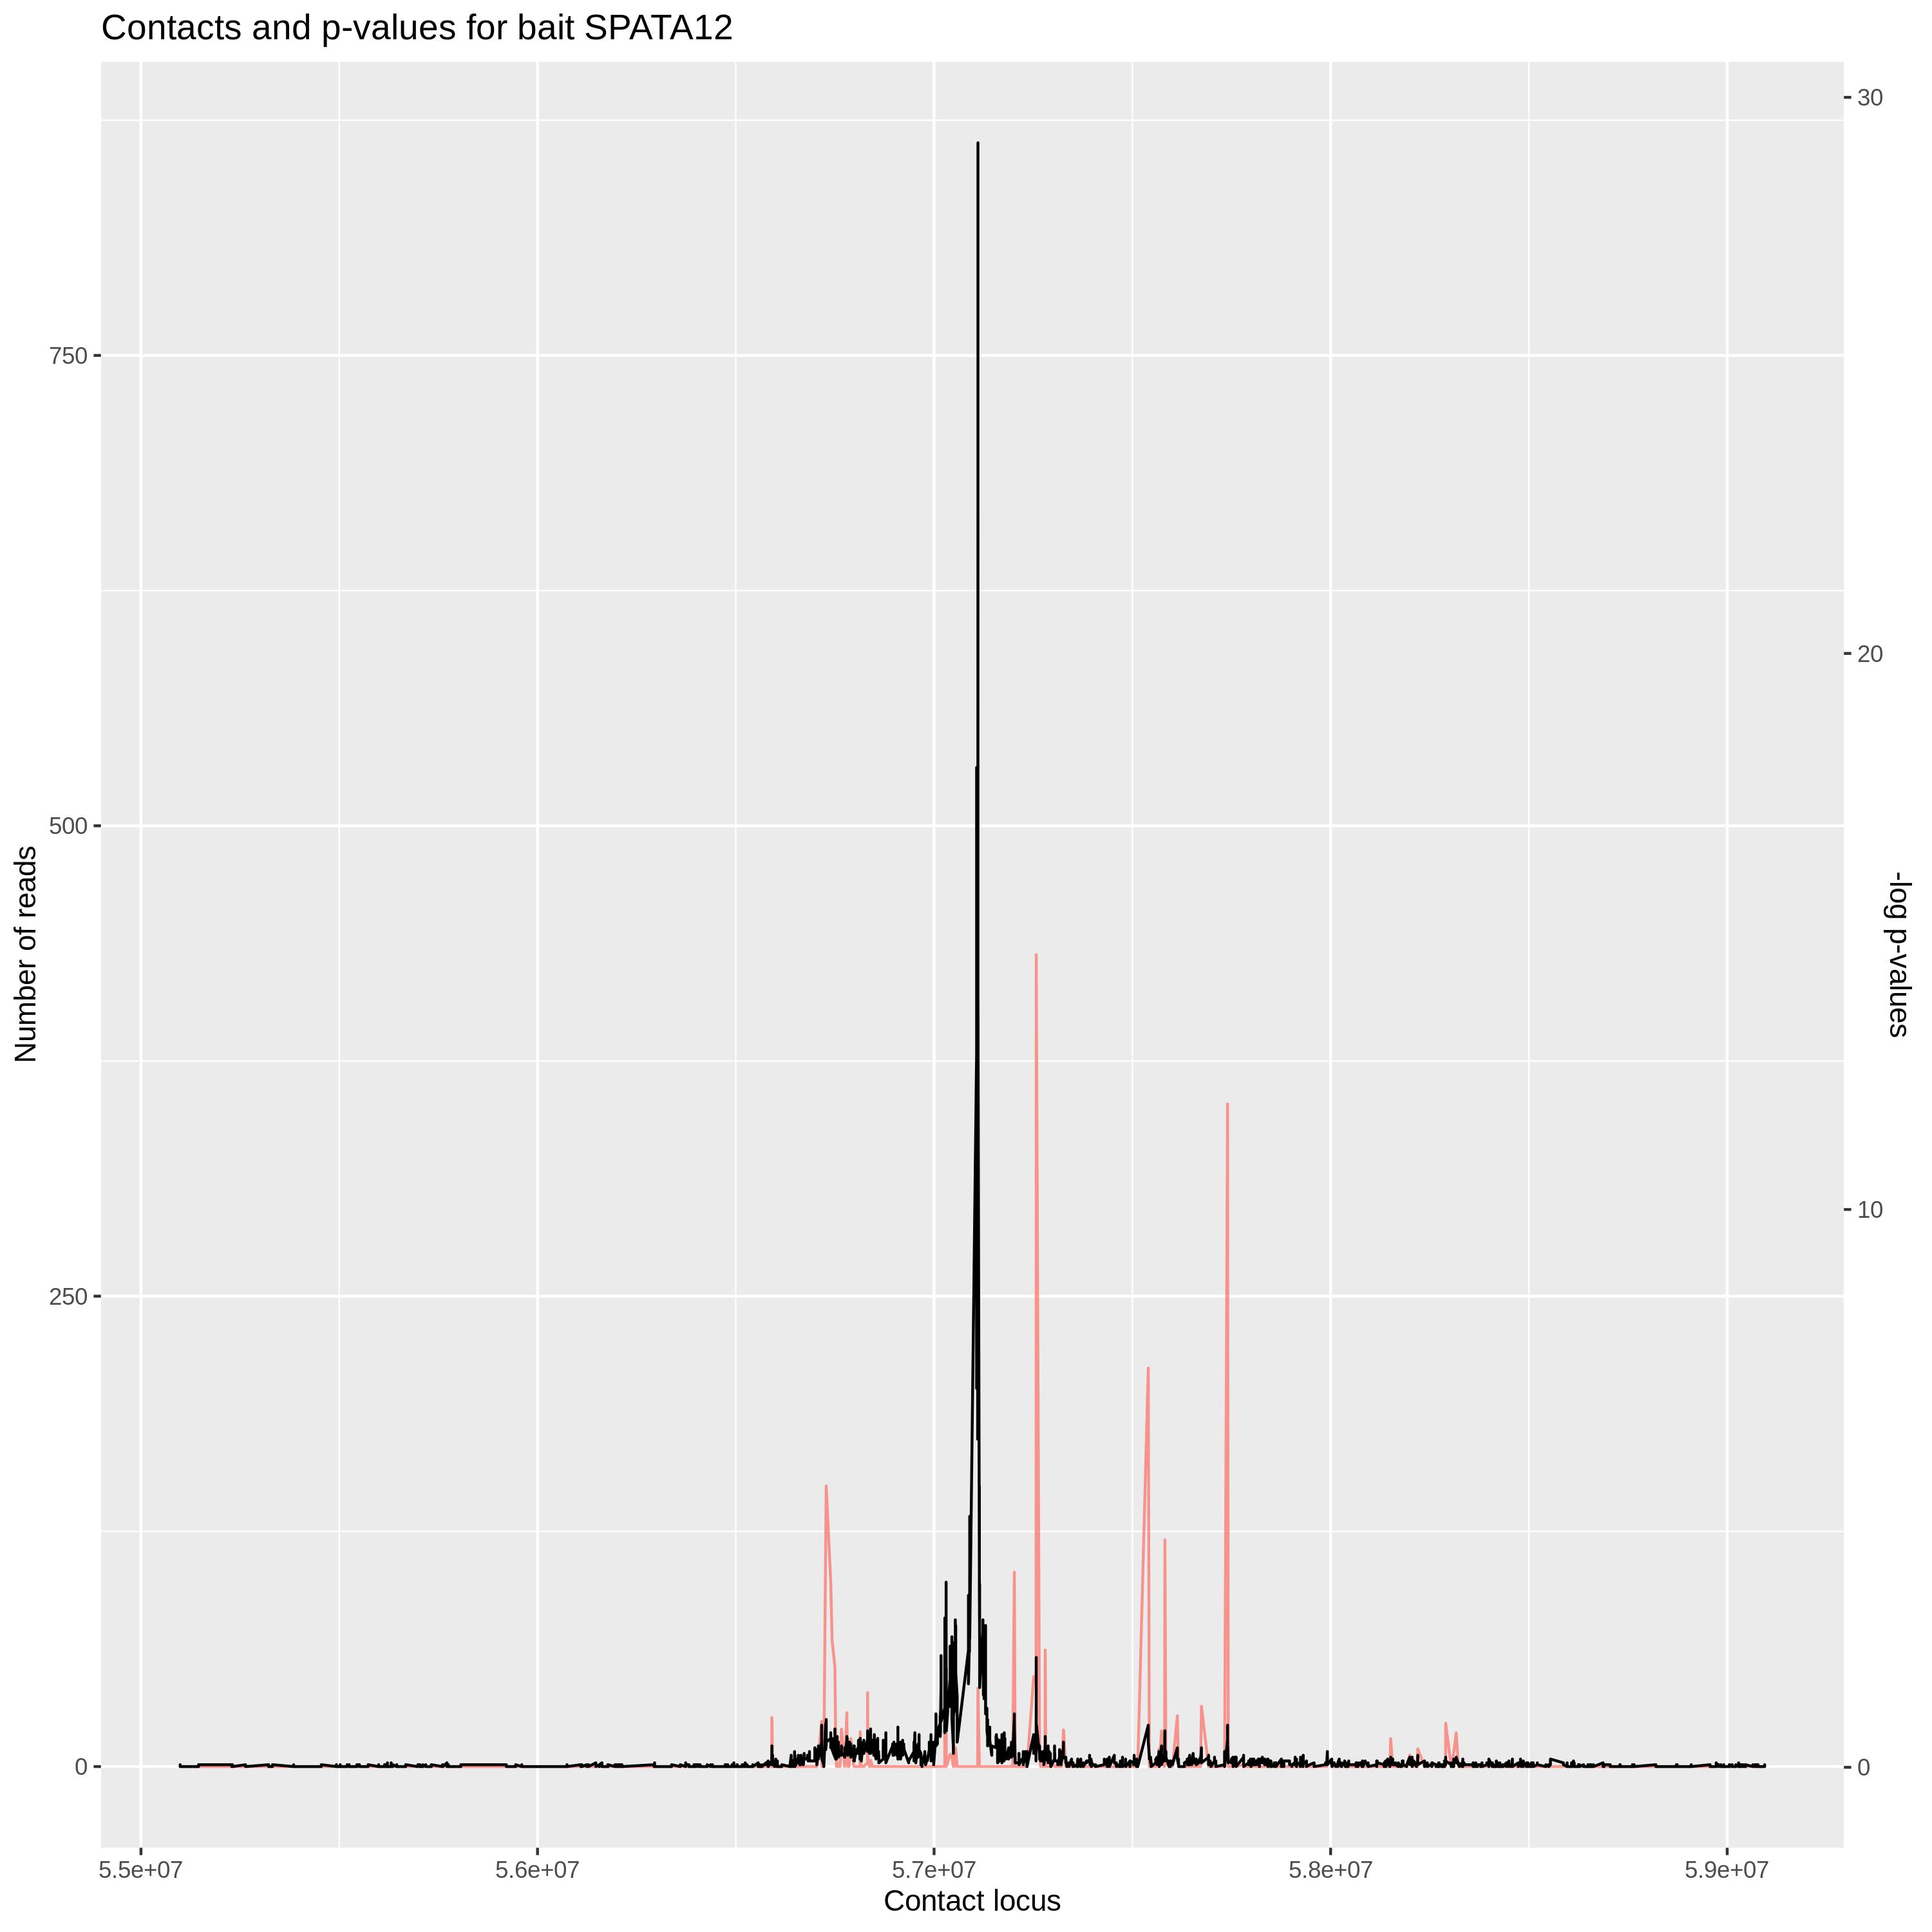 Contacts and p-values for bait SPATA12
30
750
20
500
Number of reads
-log p-values
10
250
0
0
5.5e+07
5.6e+07
5.7e+07
5.8e+07
5.9e+07
Contact locus